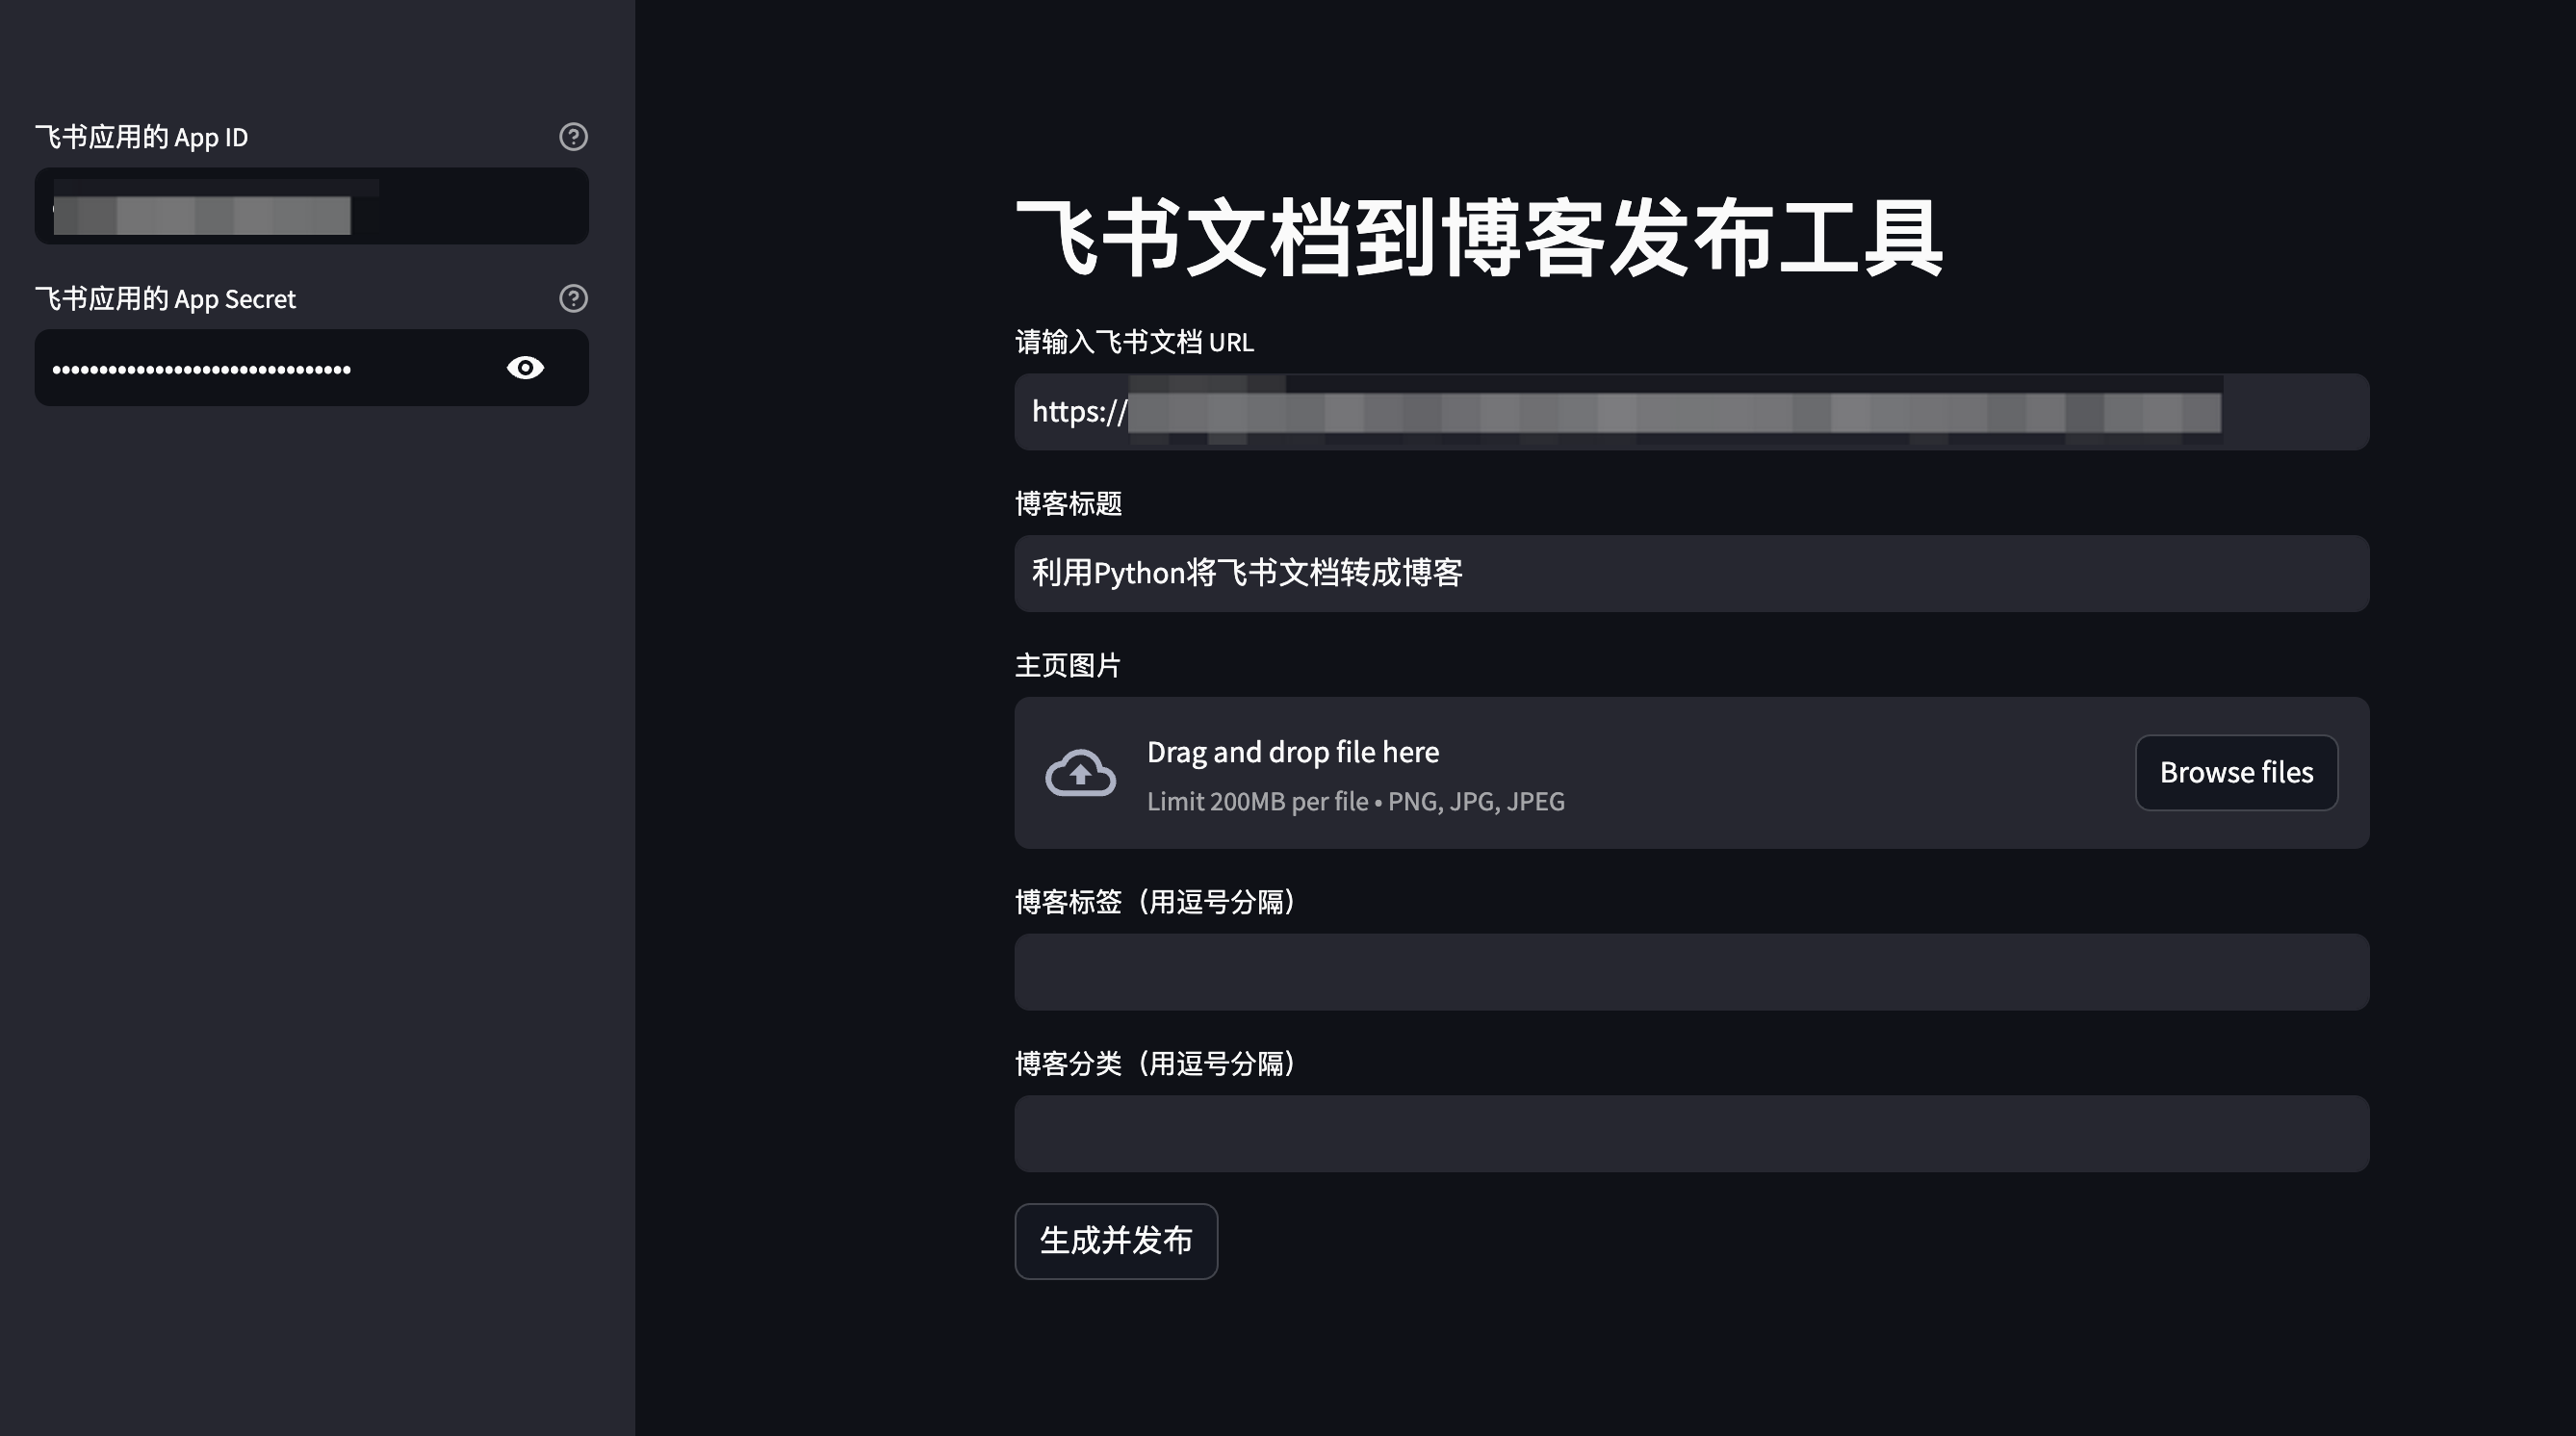 飞书应用的 App ID
飞书应用的 App Secret
飞书文档到博客发布工具
请输入飞书文档 URL
https://
博客标题
利用Python将飞书文档转成博客
主页图片
Drag and drop file here
Limit 200MB per file • PNG, JPG, JPEG
Browse files
博客标签（用逗号分隔）
博客分类（用逗号分隔）
生成并发布